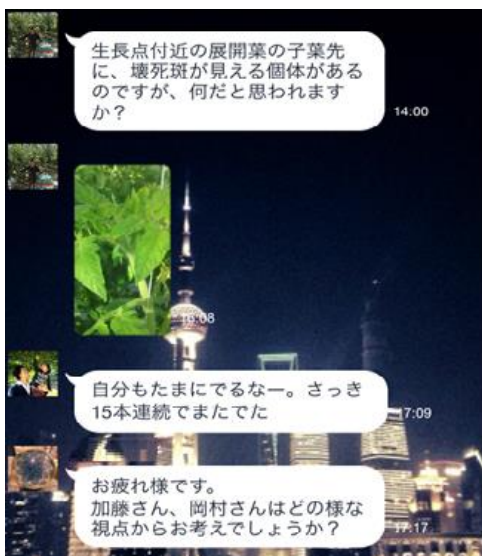 生長点付近の展開葉の子葉先
に、壊死斑が見える個体がある
のですが、何だと思われます
か？
14:00
16:08
自分もたまにでるなー。さっき
15本連続でまたでた
17:09
お疲れ様です。
加藤さん、岡村さんはどの様な
視点からお考えでしょうか？
17:17